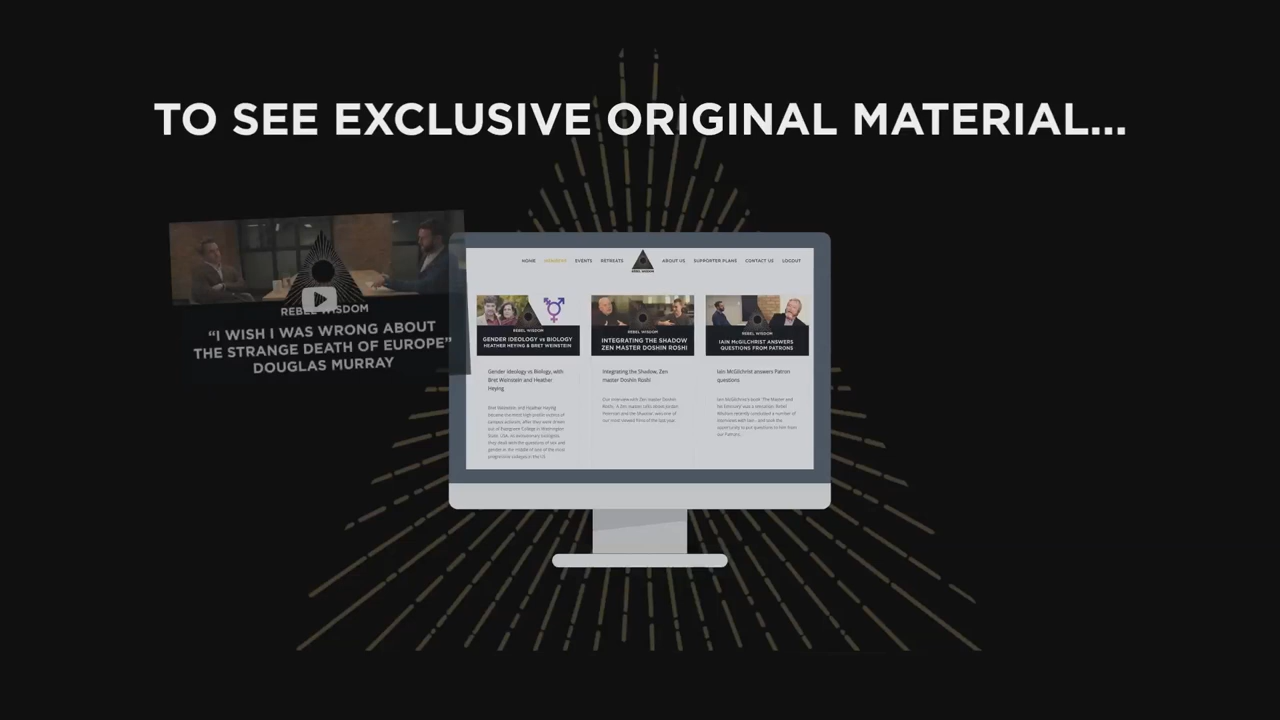 TO SEE EXCLUSIVE ORIGINAL MATERIAL...
REBEL WISDOM
“I WISH I WAS WRONG ABOUT
THE STRANGE DEATH OF EUROPE”
DOUGLAS MURRAY
HOME MEMBERS EVENTS RETREATS REBEL WISDOM ABOUT US SUPPORTER PLANS CONTACT US LOGOUT
REBEL WISDOM
GENDER IDEOLOGY vs BIOLOGY
HEATHER HEYING & BRET WEINSTEIN
Gender Ideology vs Biology, with
Bret Weinstein and Heather
Heying
REBEL WISDOM
INTEGRATING THE SHADOW
ZEN MASTER DOSHIN ROSHI
Integrating the Shadow, Zen
master Doshin Roshi
REBEL WISDOM
IAIN McGILCHRIST ANSWERS
QUESTIONS FROM PATRONS
Iain McGilchrist answers Patron
questions